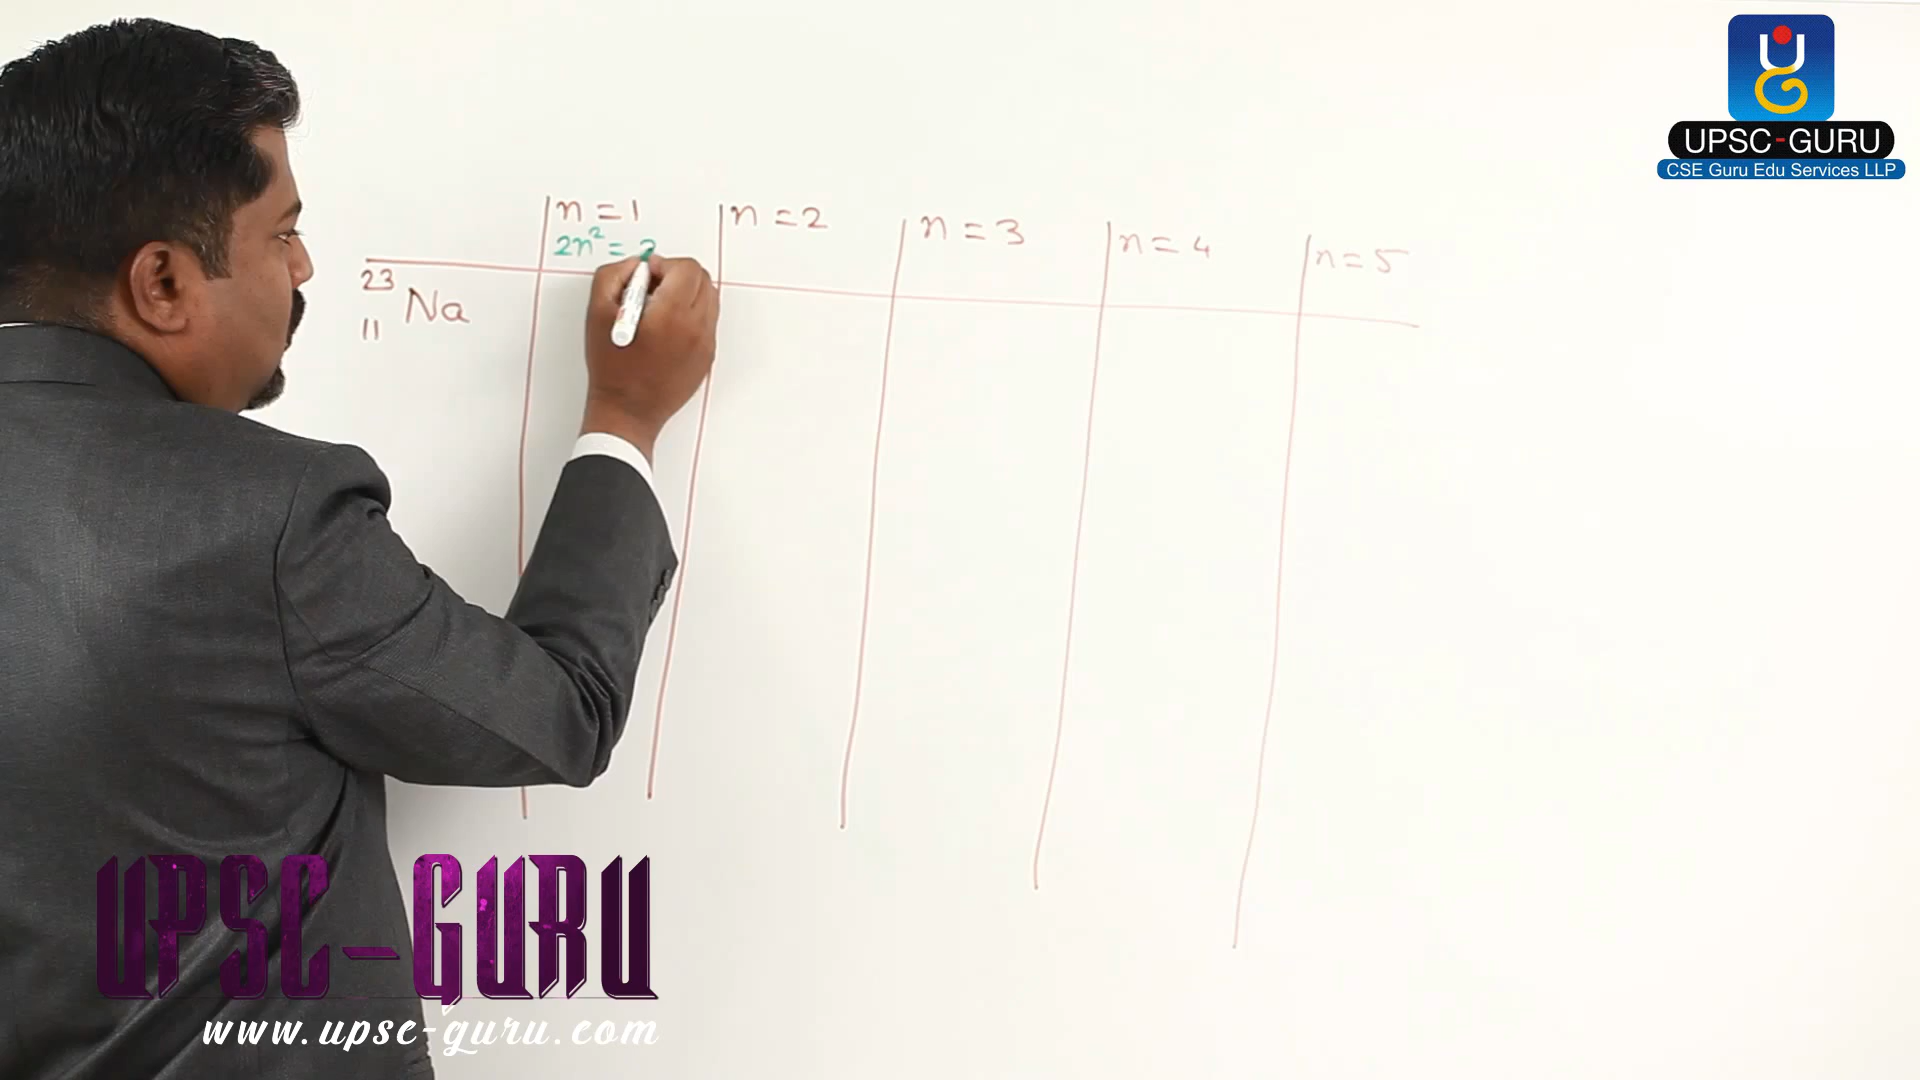 UPSC-GURU
CSE Guru Edu Services LLP
n = 1
n = 2
n = 3
n = 4
n = 5
2n² = 2
23
Na
11
UPSC-GURU
www.upsc-guru.com